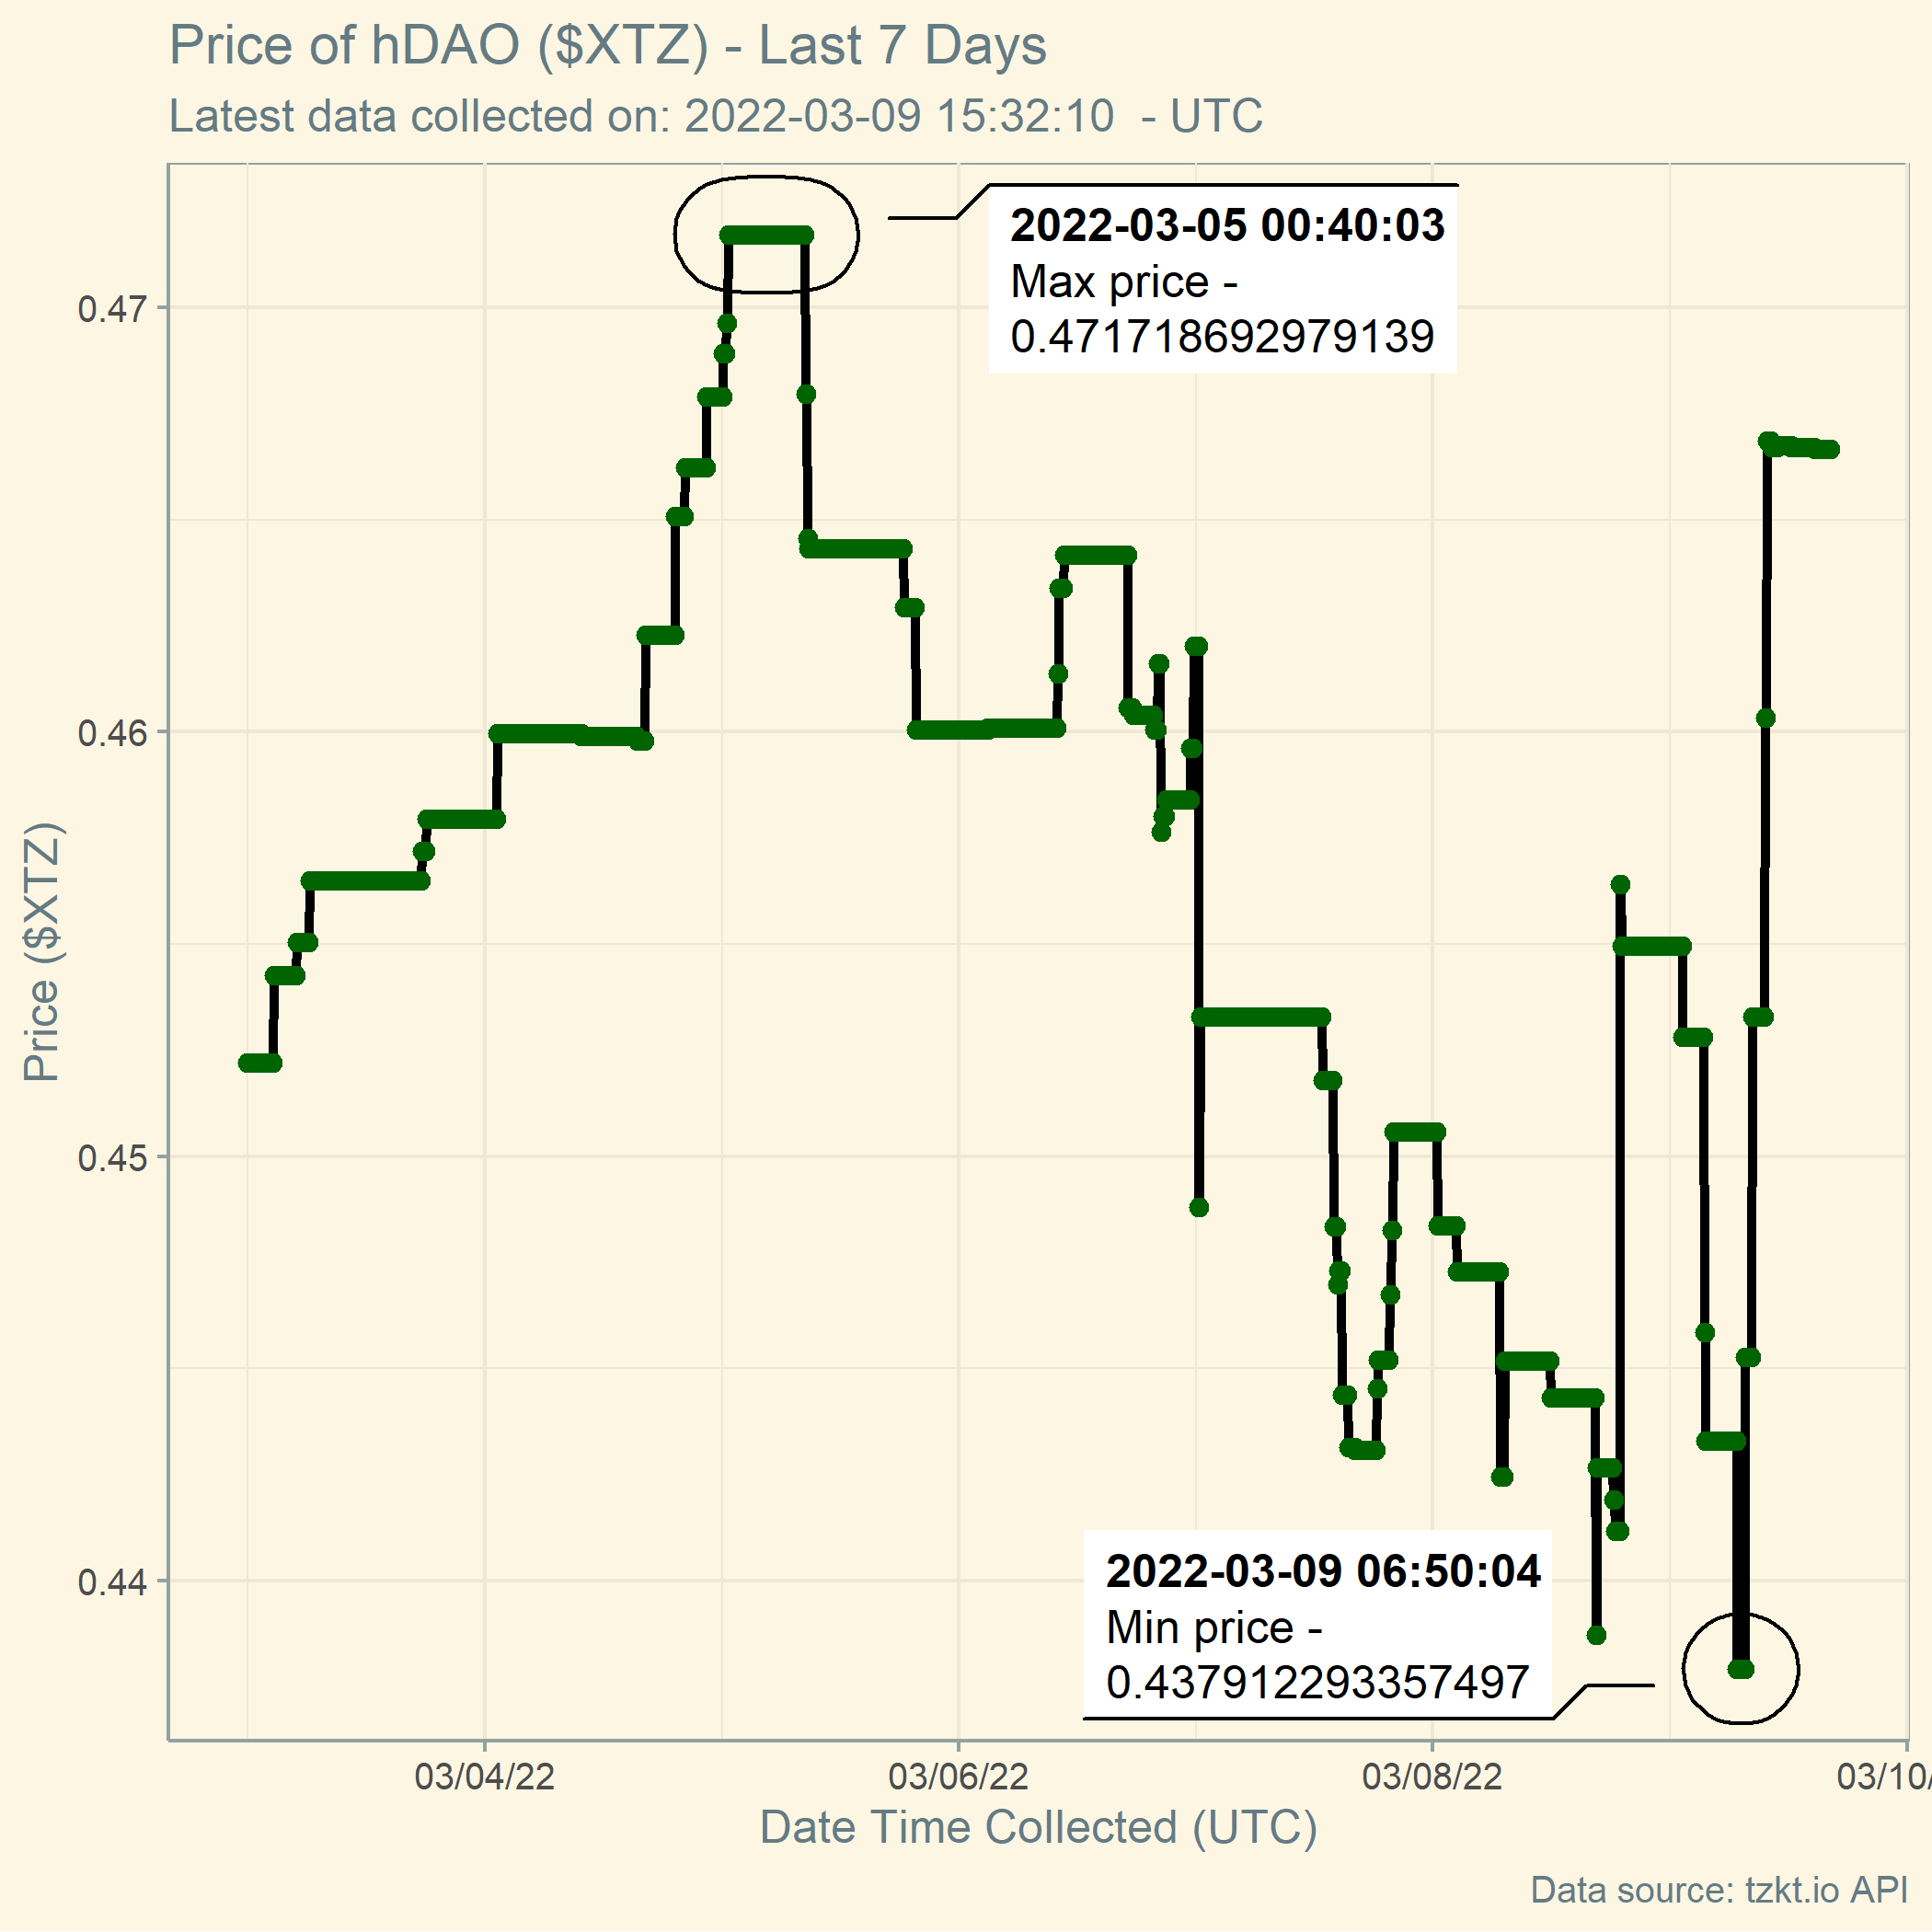 Price of hDAO ($XTZ) - Last 7 Days
Latest data collected on: 2022-03-09 15:32:10  - UTC
2022-03-05 00:40:03
Max price -
0.471718692979139
0.47
0.46
0.45
0.44
Price ($XTZ)
2022-03-09 06:50:04
Min price -
0.437912293357497
03/04/22
03/06/22
03/08/22
03/10/
Date Time Collected (UTC)
Data source: tzkt.io API